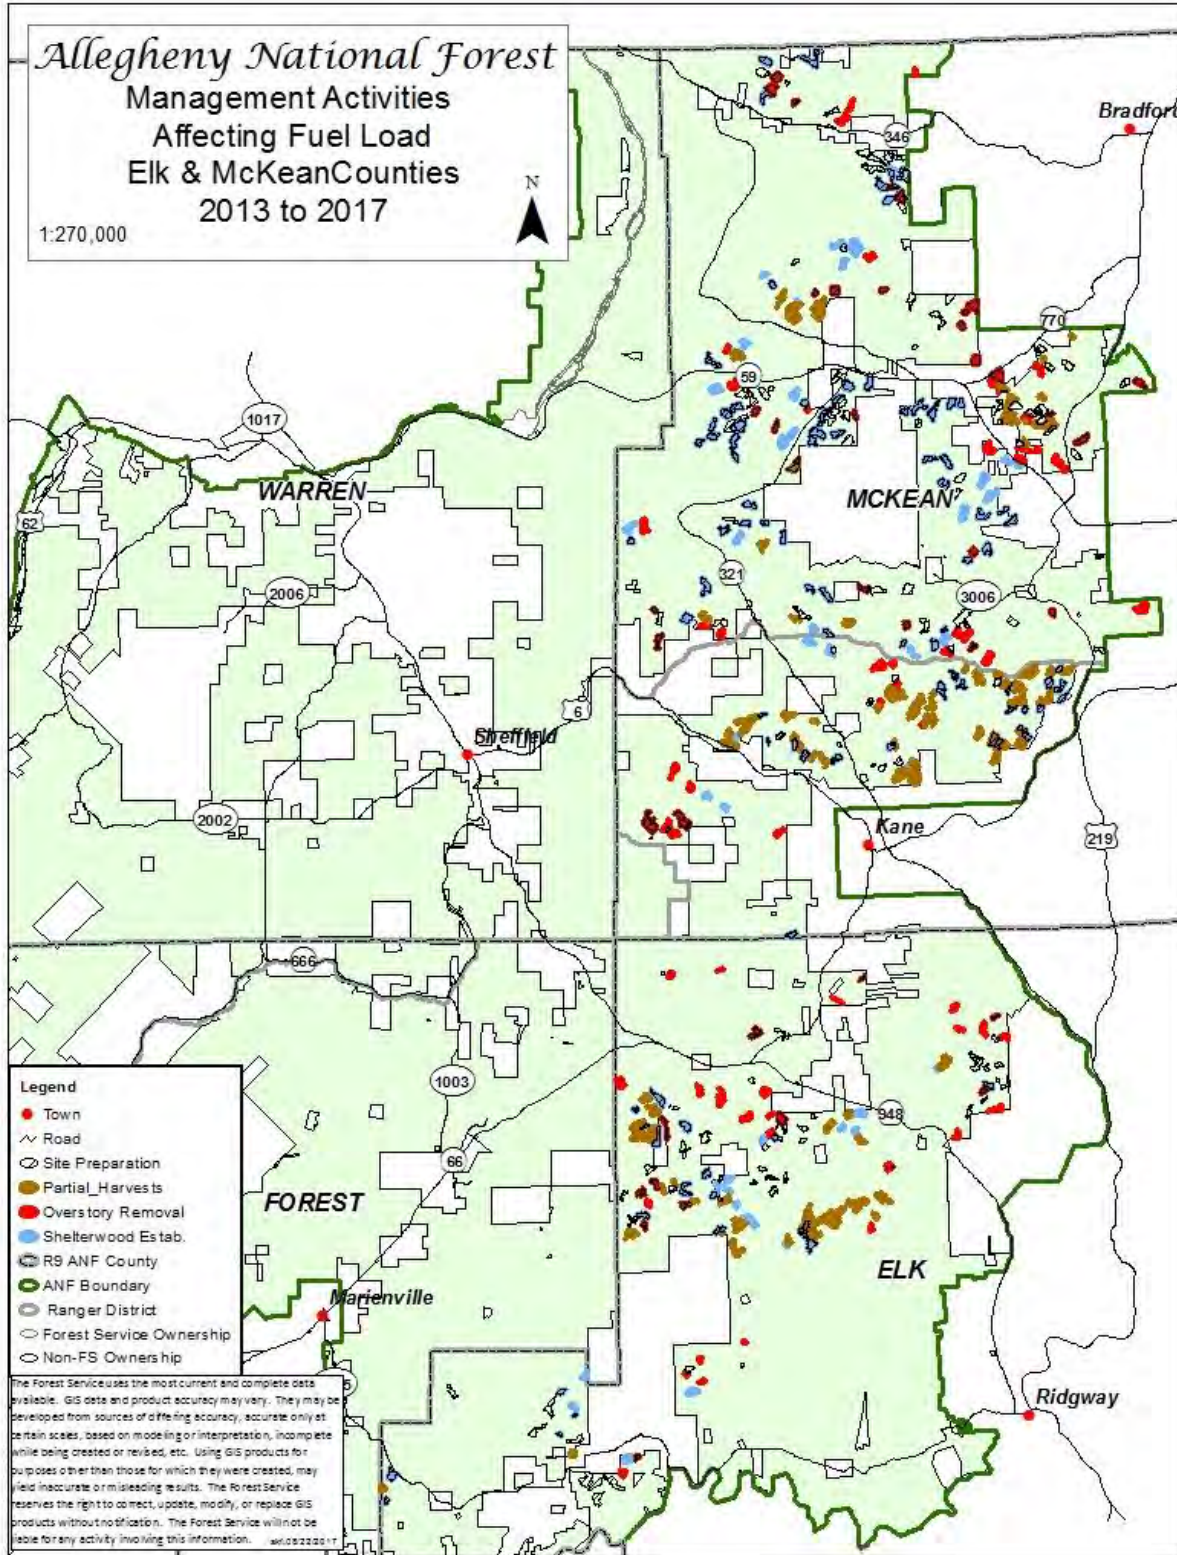 Allegheny National Forest
Management Activities
Affecting Fuel Load
Elk & McKeanCounties
2013 to 2017
N
1:270,000
Bradford
346
770
59
1017
WARREN
MCKEAN
62
321
2006
3006
6
Sheffield
2002
Kane
219
666
1003
948
66
FOREST
ELK
Marienville
Ridgway
Legend
Town
Road
Site Preparation
Partial_Harvests
Overstory Removal
Shelterwood Estab.
R9 ANF County
ANF Boundary
Ranger District
Forest Service Ownership
Non-FS Ownership
The Forest Service uses the most current and complete data
available. GIS data and product accuracy may vary. They may be
developed from sources of differing accuracy, accurate only at
certain scales, based on modeling or interpretation, incomplete
while being created or revised, etc. Using GIS products for
purposes other than those for which they were created, may
yield inaccurate or misleading results. The Forest Service
reserves the right to correct, update, modify, or replace GIS
products without notification. The Forest Service will not be
liable for any activity involving this information.